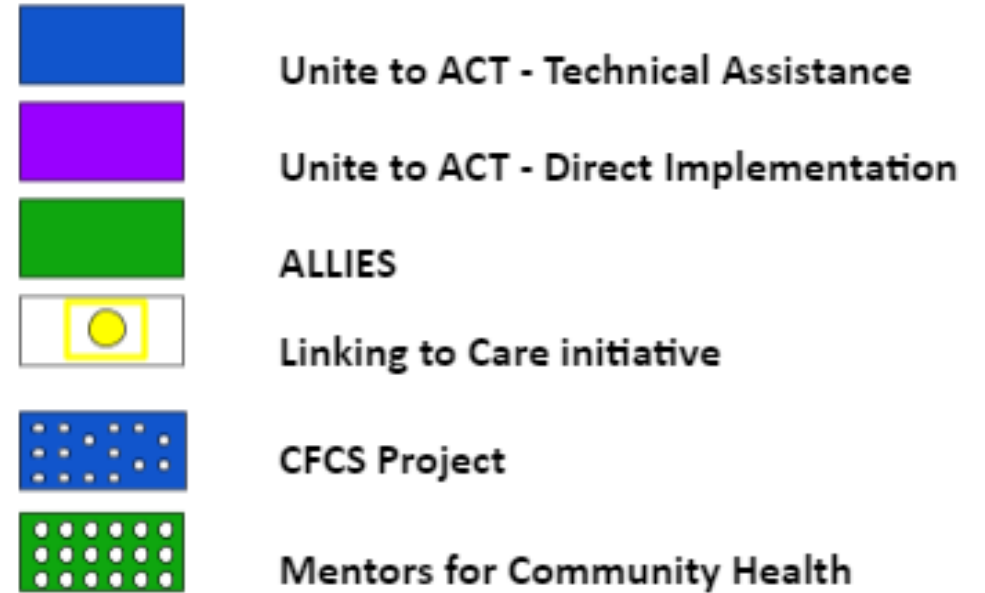 Unite to ACT - Technical Assistance
Unite to ACT - Direct Implementation
ALLIES
Linking to Care initiative
CFCS Project
Mentors for Community Health